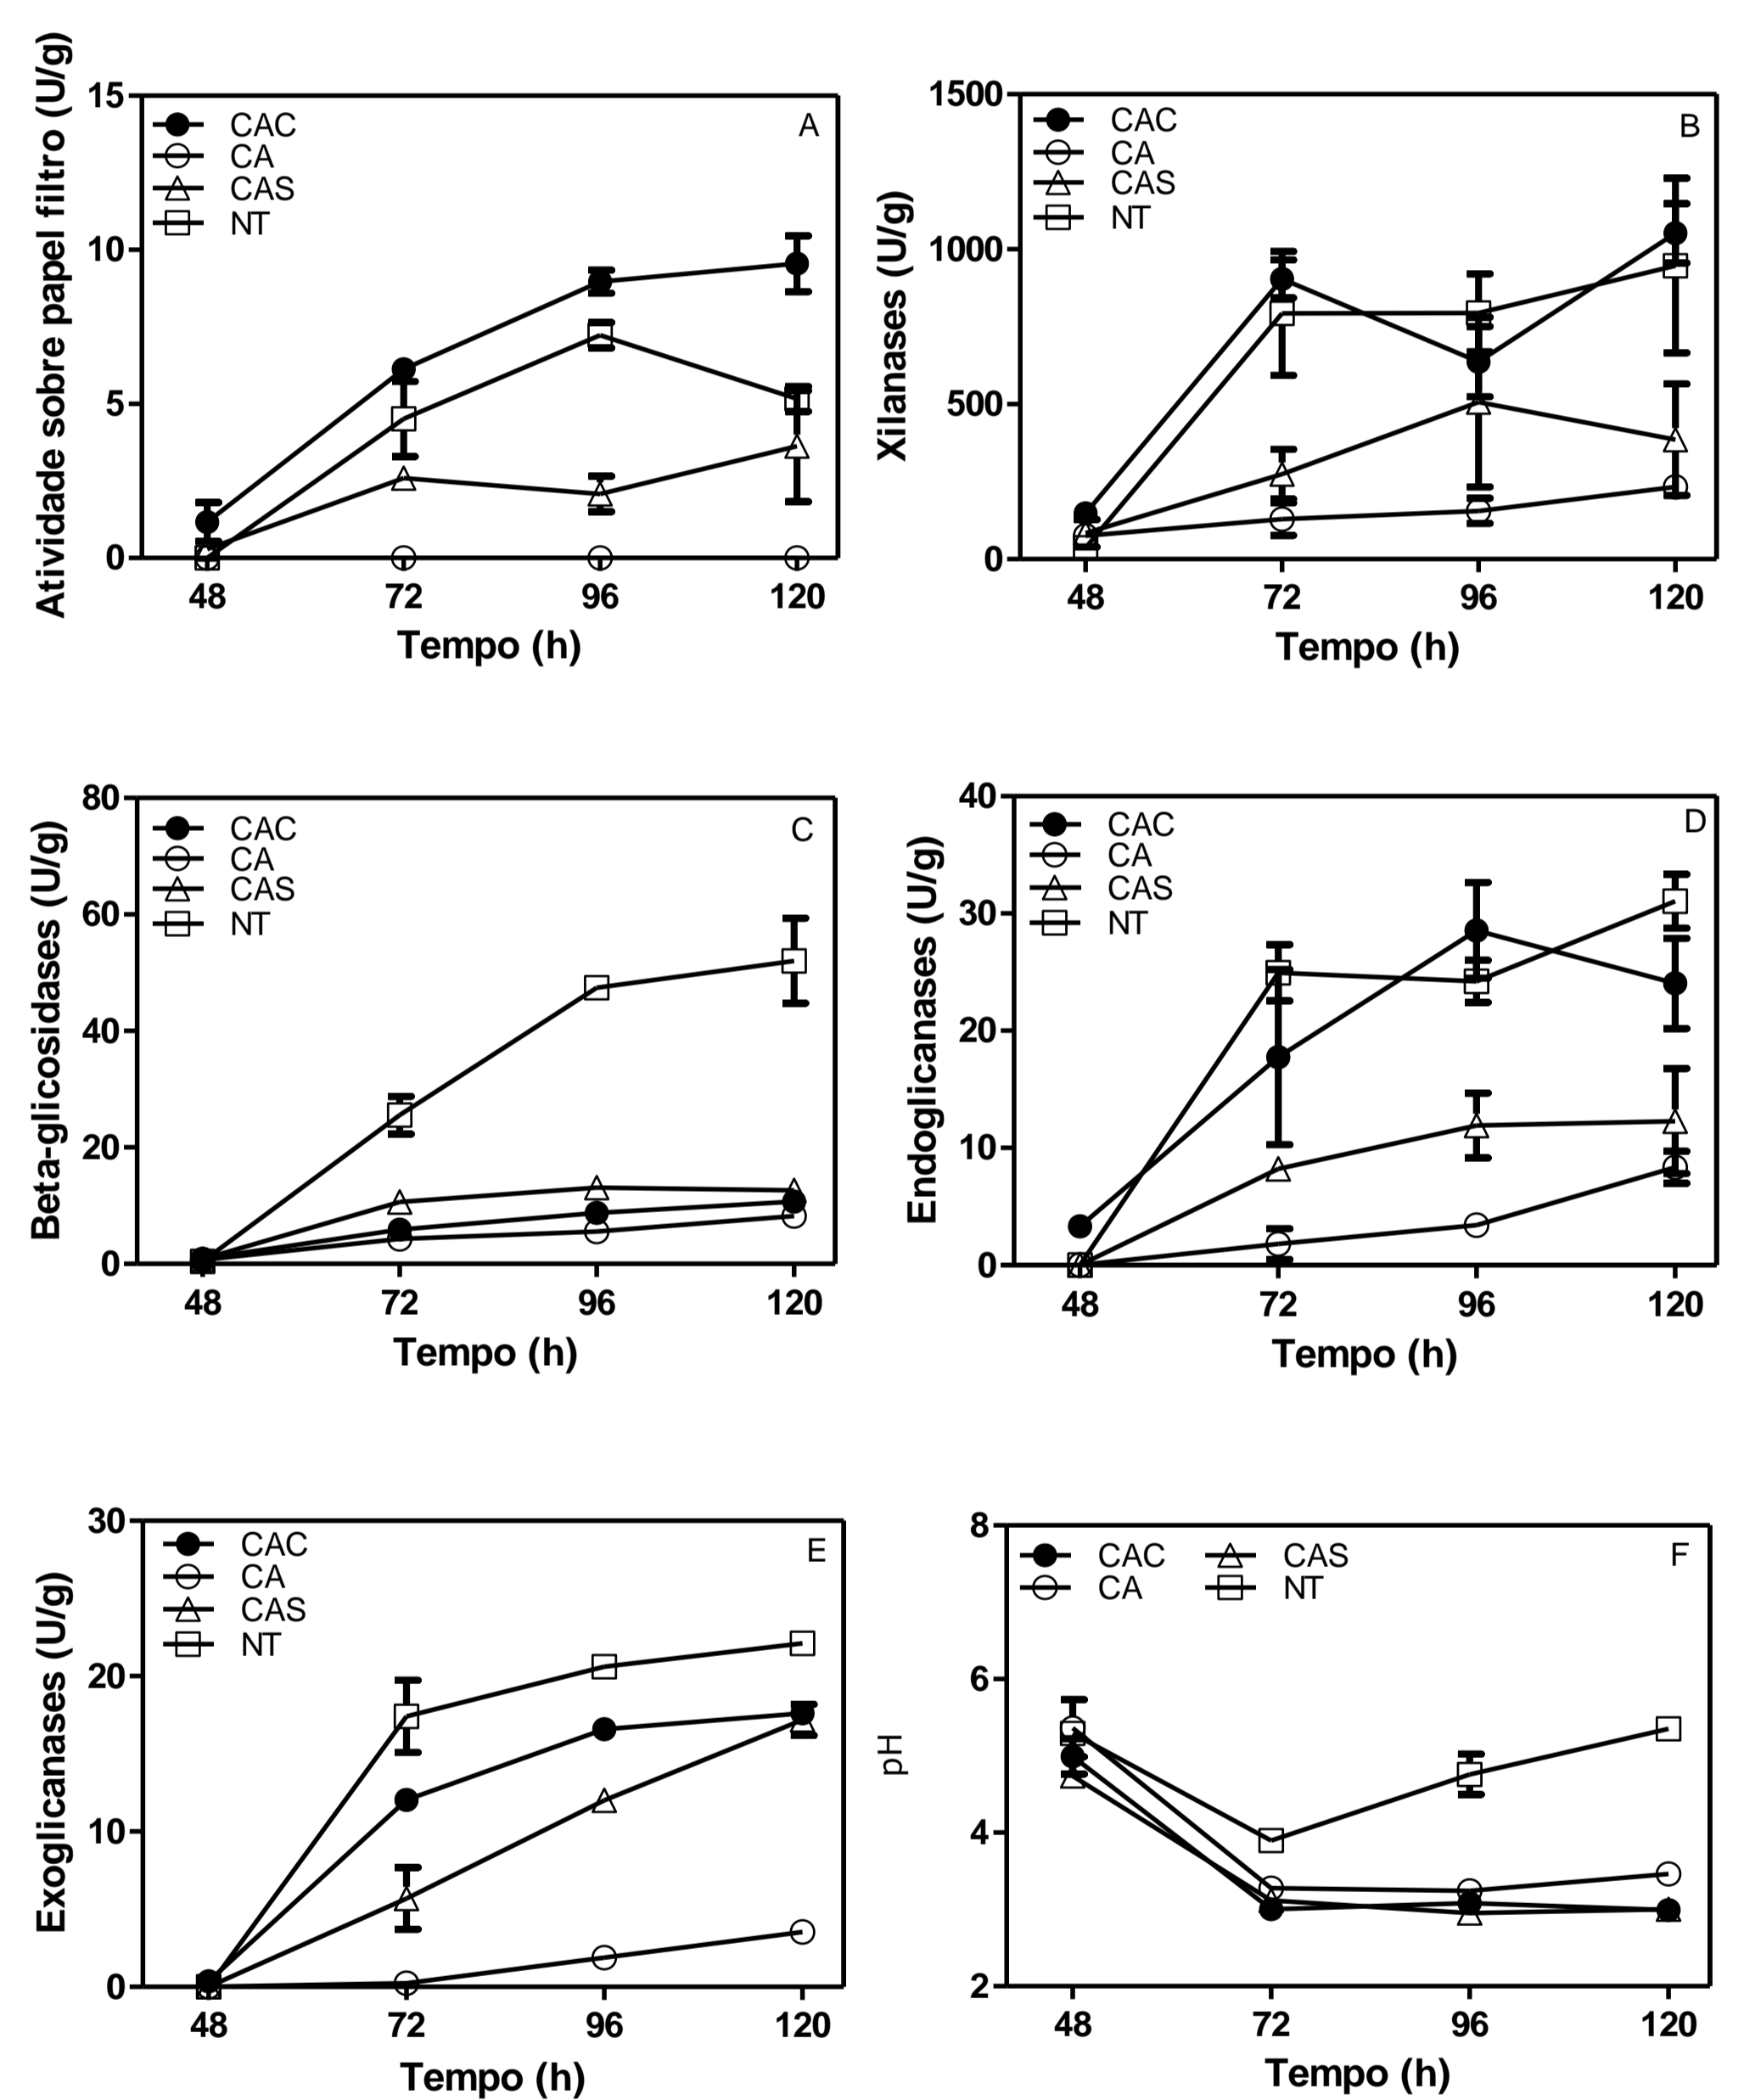 Atividade sobre papel filtro (U/g)
15
10
5
0
CAC
CA
CAS
NT
A
48 72 96 120
Tempo (h)
Xilanases (U/g)
1500
1000
500
0
CAC
CA
CAS
NT
B
48 72 96 120
Tempo (h)
Beta-glicosidases (U/g)
80
60
40
20
0
CAC
CA
CAS
NT
C
48 72 96 120
Tempo (h)
Endoglicanases (U/g)
40
30
20
10
0
CAC
CA
CAS
NT
D
48 72 96 120
Tempo (h)
Exoglicanases (U/g)
30
20
10
0
CAC
CA
CAS
NT
E
48 72 96 120
Tempo (h)
pH
8
6
4
2
CAC CAS
CA NT
F
48 72 96 120
Tempo (h)